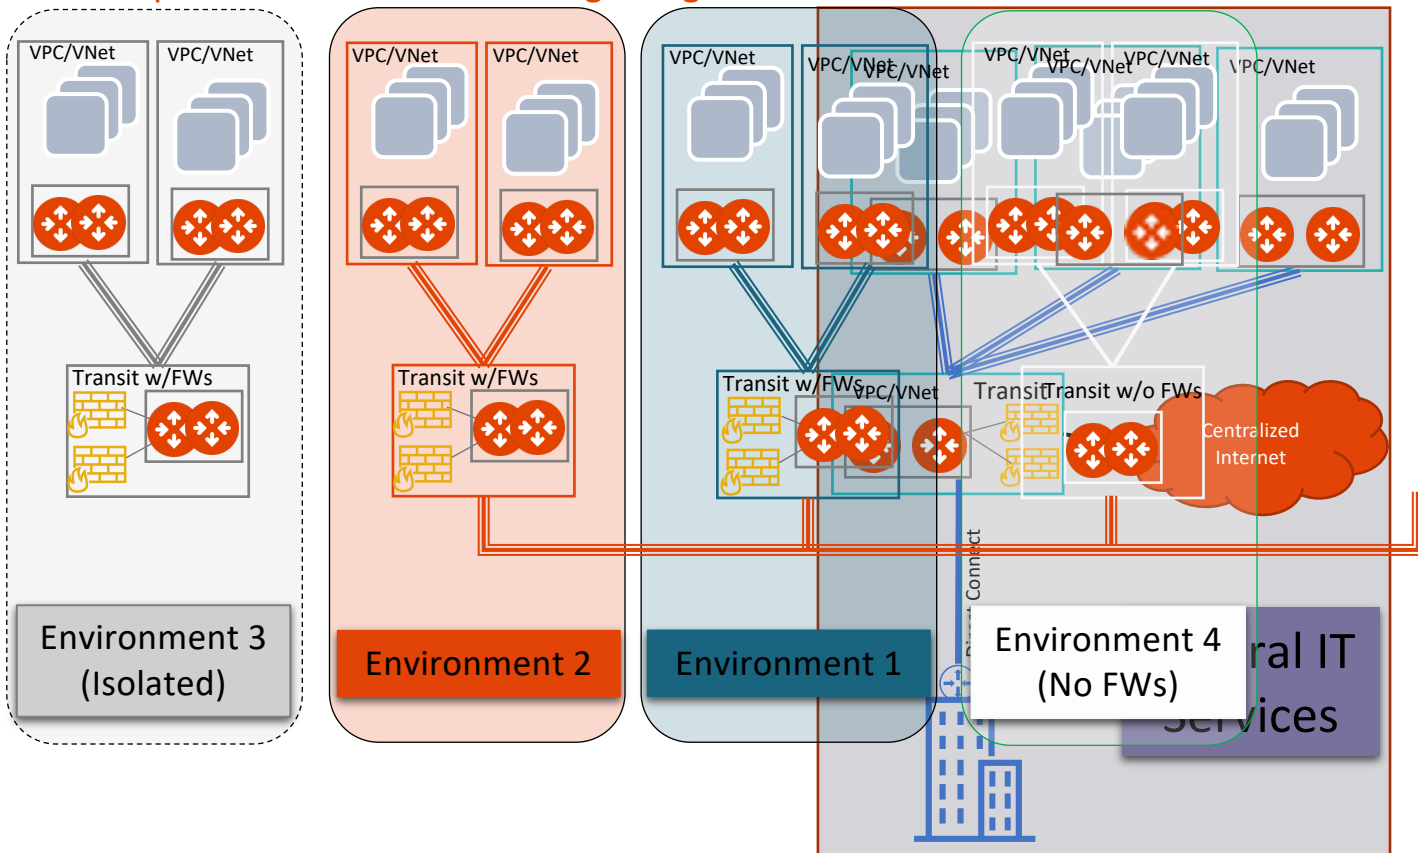 VPC/VNet
VPC/VNet
VPC/VNet
VPC/VNet
VPC/VNet
VPC/VNet
VPC/VNet
VPC/VNet
VPC/VNet
VPC/VNet
VPC/VNet
Transit w/FWs
Transit w/FWs
Transit w/FWs
VPC/VNet
Transit
Transit w/o FWs
Centralized
Internet
Direct Connect
Environment 3
(Isolated)
Environment 2
Environment 1
Environment 4
(No FWs)
IT
Services